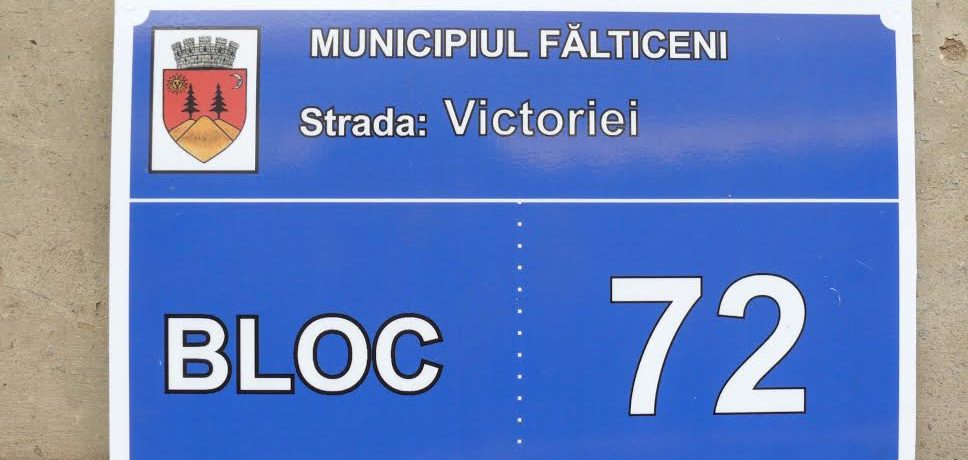 MUNICIPIUL FĂLTICENI
Strada: Victoriei
BLOC 72